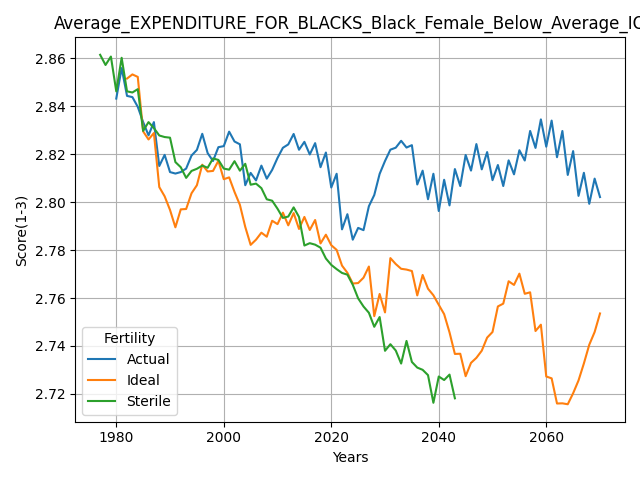 Average_EXPENDITURE_FOR_BLACKS_Black_Female_Below_Average_IQ
2.86
2.84
2.82
2.80
2.78
2.76
2.74
2.72
Score(1-3)
Fertility
Actual
Ideal
Sterile
1980
2000
2020
2040
2060
Years